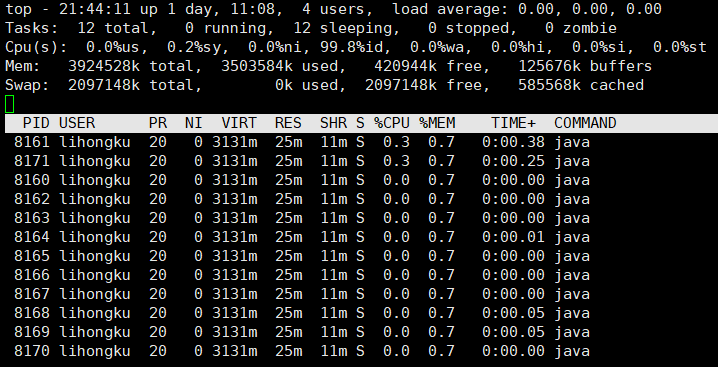 top - 21:44:11 up 1 day, 11:08,  4 users,  load average: 0.00, 0.00, 0.00
Tasks:  12 total,   0 running,  12 sleeping,   0 stopped,   0 zombie
Cpu(s):  0.0%us,  0.2%sy,  0.0%ni, 99.8%id,  0.0%wa,  0.0%hi,  0.0%si,  0.0%st
Mem:   3924528k total,  3503584k used,   420944k free,   125676k buffers
Swap:  2097148k total,        0k used,  2097148k free,   585568k cached
PID USER      PR  NI  VIRT  RES  SHR S %CPU %MEM    TIME+  COMMAND
8161 lihongku  20   0 3131m  25m  11m S  0.3  0.7   0:00.38 java
8171 lihongku  20   0 3131m  25m  11m S  0.3  0.7   0:00.25 java
8160 lihongku  20   0 3131m  25m  11m S  0.0  0.7   0:00.00 java
8162 lihongku  20   0 3131m  25m  11m S  0.0  0.7   0:00.00 java
8163 lihongku  20   0 3131m  25m  11m S  0.0  0.7   0:00.00 java
8164 lihongku  20   0 3131m  25m  11m S  0.0  0.7   0:00.01 java
8165 lihongku  20   0 3131m  25m  11m S  0.0  0.7   0:00.00 java
8166 lihongku  20   0 3131m  25m  11m S  0.0  0.7   0:00.00 java
8167 lihongku  20   0 3131m  25m  11m S  0.0  0.7   0:00.00 java
8168 lihongku  20   0 3131m  25m  11m S  0.0  0.7   0:00.05 java
8169 lihongku  20   0 3131m  25m  11m S  0.0  0.7   0:00.05 java
8170 lihongku  20   0 3131m  25m  11m S  0.0  0.7   0:00.00 java